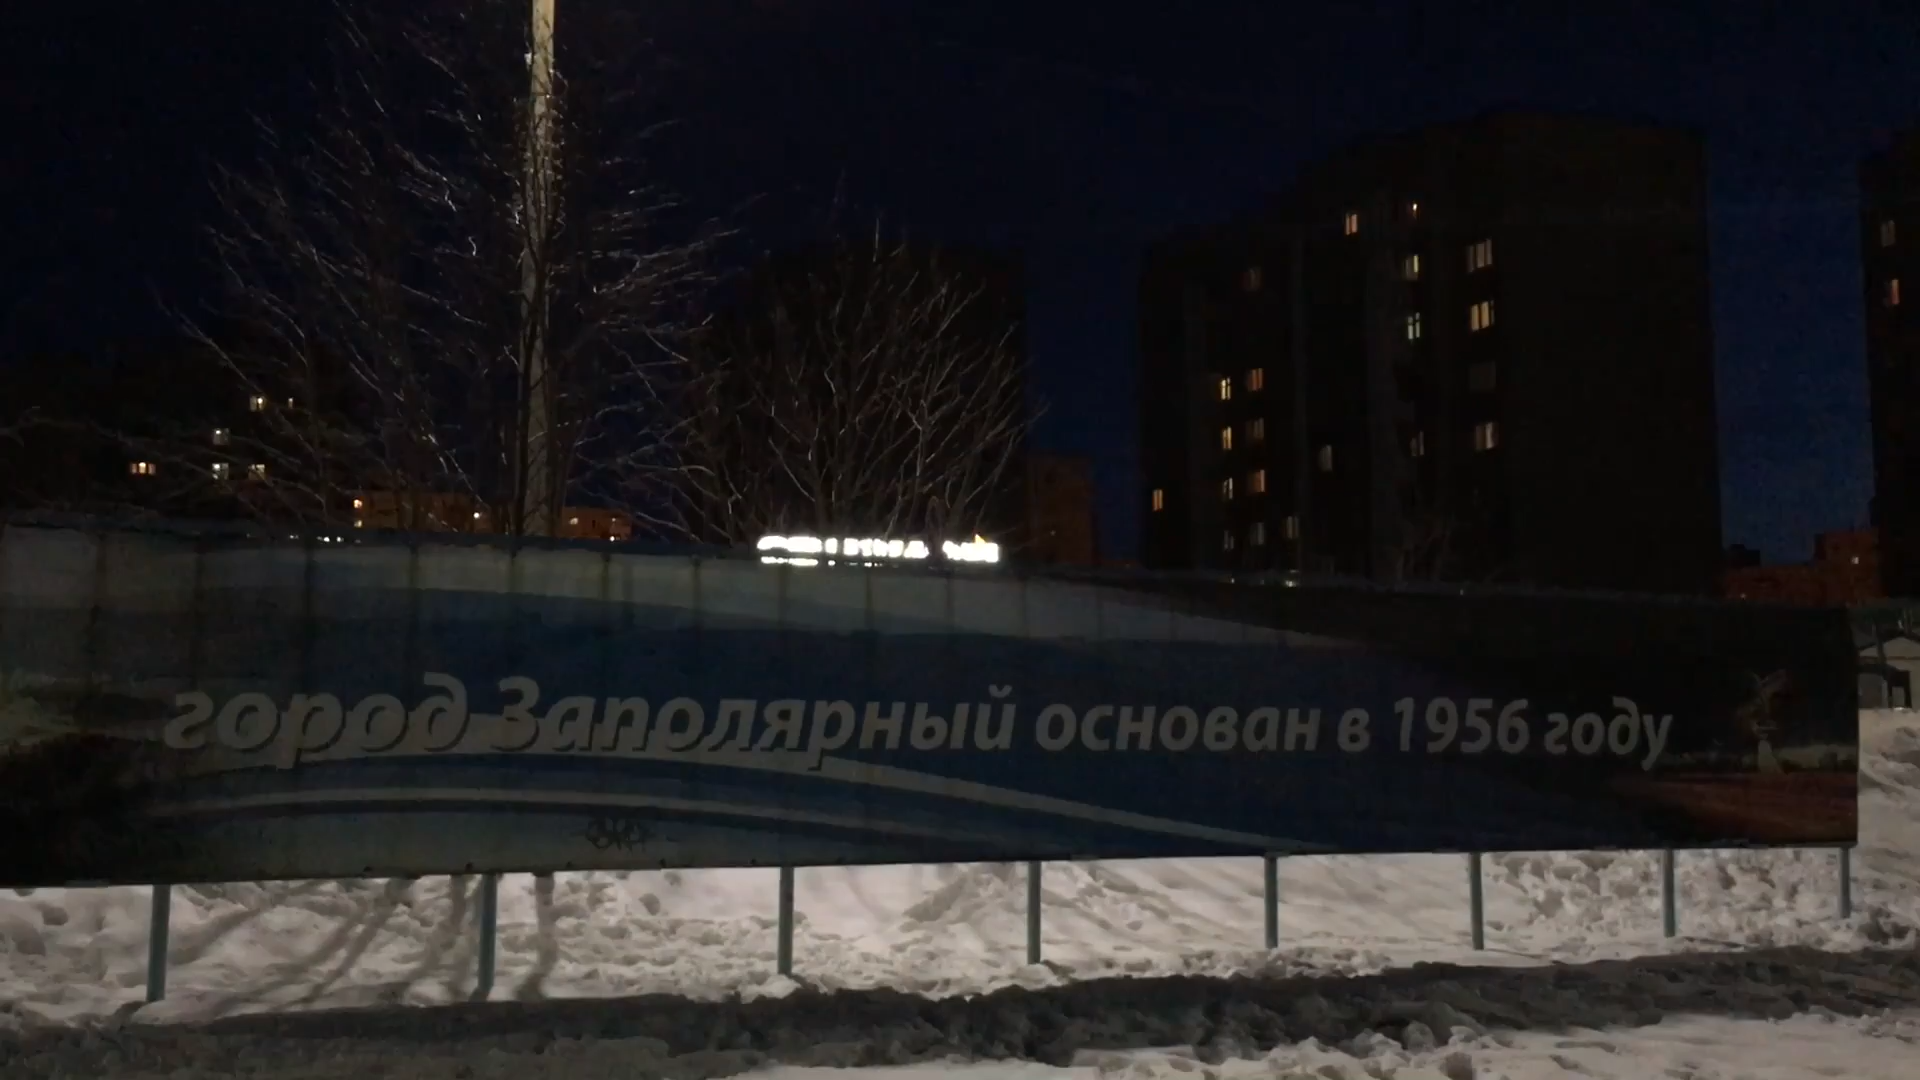 город Заполярный основан в 1956 году